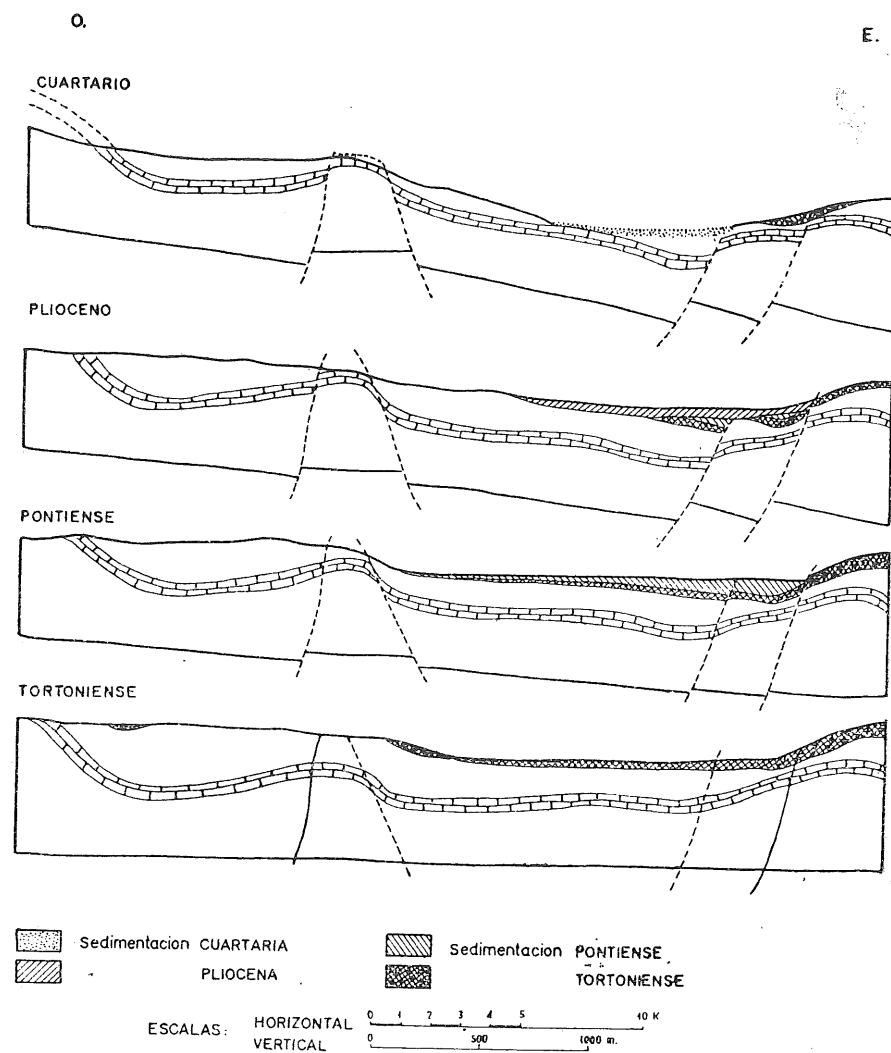 O. E.
CUARTARIO
PLIOCENO
PONTIENSE
TORTONIENSE
Sedimentacion CUARTARIA
PLIOCENA
Sedimentacion PONTIENSE
TORTONIENSE
ESCALAS: HORIZONTAL 0 1 2 3 4 5 10 K
VERTICAL 0 500 1000 m.